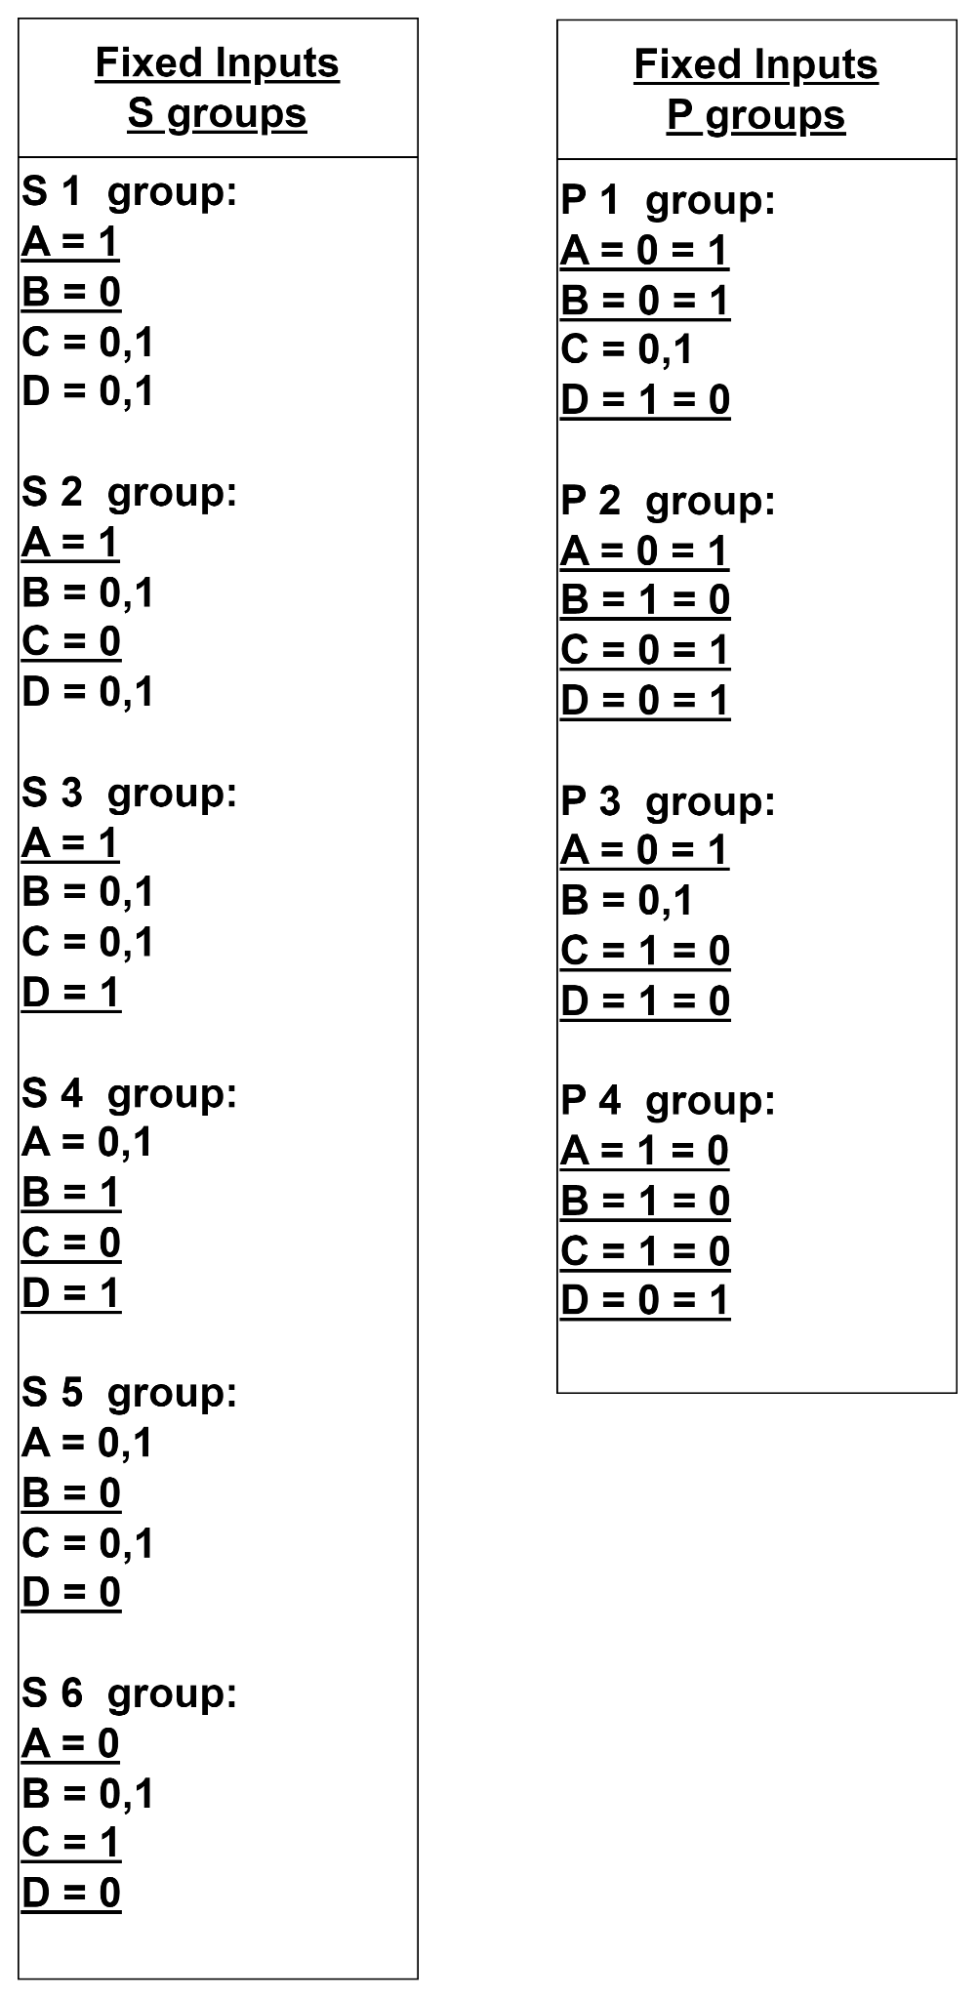 Fixed Inputs
S groups
S 1 group:
A = 1
B = 0
C = 0,1
D = 0,1
S 2 group:
A = 1
B = 0,1
C = 0
D = 0,1
S 3 group:
A = 1
B = 0,1
C = 0,1
D = 1
S 4 group:
A = 0,1
B = 1
C = 0
D = 1
S 5 group:
A = 0,1
B = 0
C = 0,1
D = 0
S 6 group:
A = 0
B = 0,1
C = 1
D = 0
Fixed Inputs
P groups
P 1 group:
A = 0 = 1
B = 0 = 1
C = 0,1
D = 1 = 0
P 2 group:
A = 0 = 1
B = 1 = 0
C = 0 = 1
D = 0 = 1
P 3 group:
A = 0 = 1
B = 0,1
C = 1 = 0
D = 1 = 0
P 4 group:
A = 1 = 0
B = 1 = 0
C = 1 = 0
D = 0 = 1